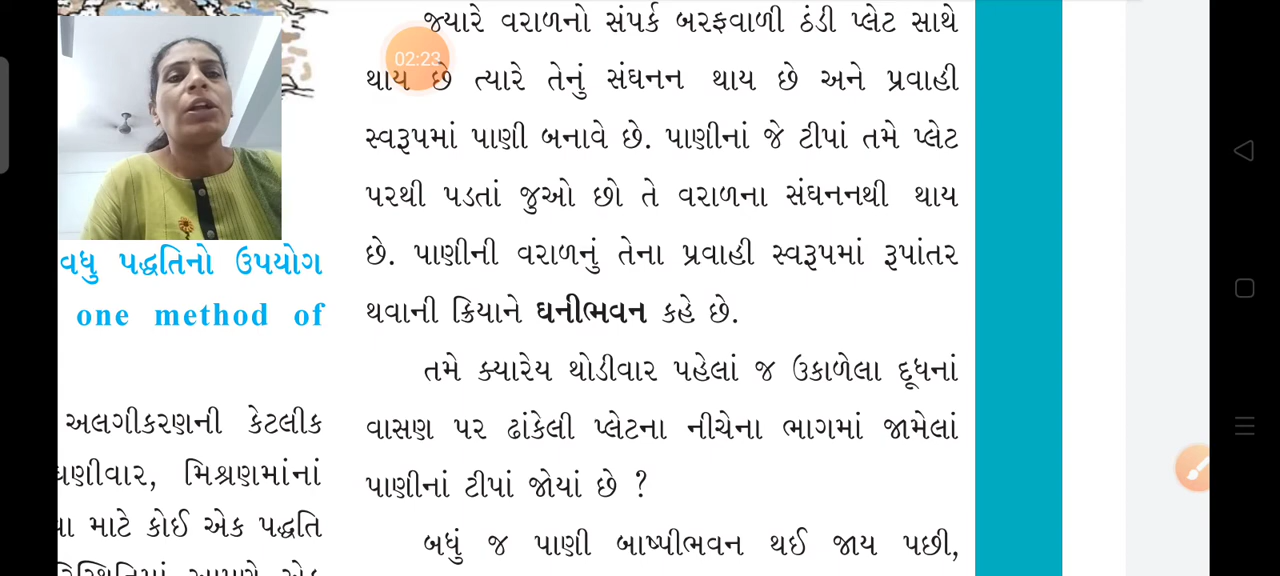 વધુ પદ્ધતિનો ઉપયોગ
one method of
અલગીકરણની કેટલીક
મિશ્રણમાંનાં
માટે કોઈ એક પદ્ધતિ
02:23
જ્યારે વરાળનો સંપર્ક બરફવાળી ઠંડી પ્લેટ સાથે
થાય છે ત્યારે તેનું સંઘનન થાય છે અને પ્રવાહી
સ્વરૂપમાં પાણી બનાવે છે. પાણીનાં જે ટીપાં તમે પ્લેટ
પરથી પડતાં જુઓ છો તે વરાળના સંઘનનથી થાય
છે. પાણીની વરાળનું તેના પ્રવાહી સ્વરૂપમાં રૂપાંતર
થવાની ક્રિયાને ઘનીભવન કહે છે.
તમે ક્યારેય થોડીવાર પહેલાં જ ઉકાળેલા દૂધનાં
વાસણ પર ઢાંકેલી પ્લેટના નીચેના ભાગમાં જામેલાં
પાણીનાં ટીપાં જોયાં છે ?
બધું જ પાણી બાષ્પીભવન થઈ જાય પછી,